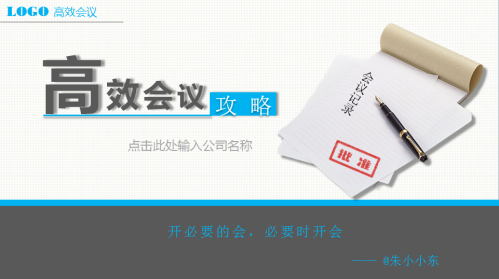 LOGO 高效会议
高效会议攻略
点击此处输入公司名称
会议记录
批准
开必要的会，必要时开会
—— @朱小小东